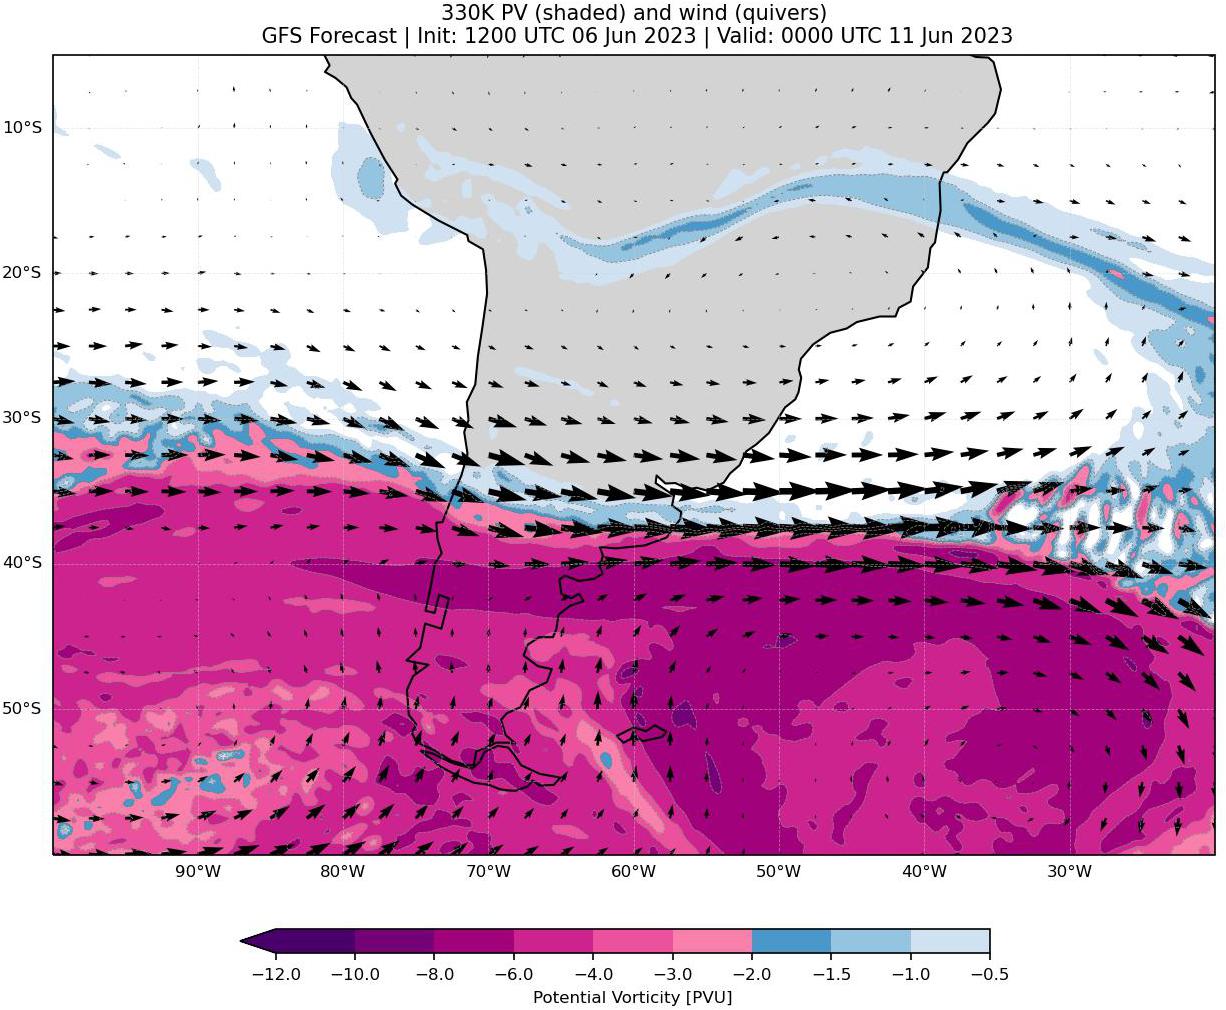 330K PV (shaded) and wind (quivers)
GFS Forecast | Init: 1200 UTC 06 Jun 2023 | Valid: 0000 UTC 11 Jun 2023
10°S
20°S
30°S
40°S
50°S
90°W 80°W 70°W 60°W 50°W 40°W 30°W
−12.0 −10.0 −8.0 −6.0 −4.0 −3.0 −2.0 −1.5 −1.0 −0.5
Potential Vorticity [PVU]